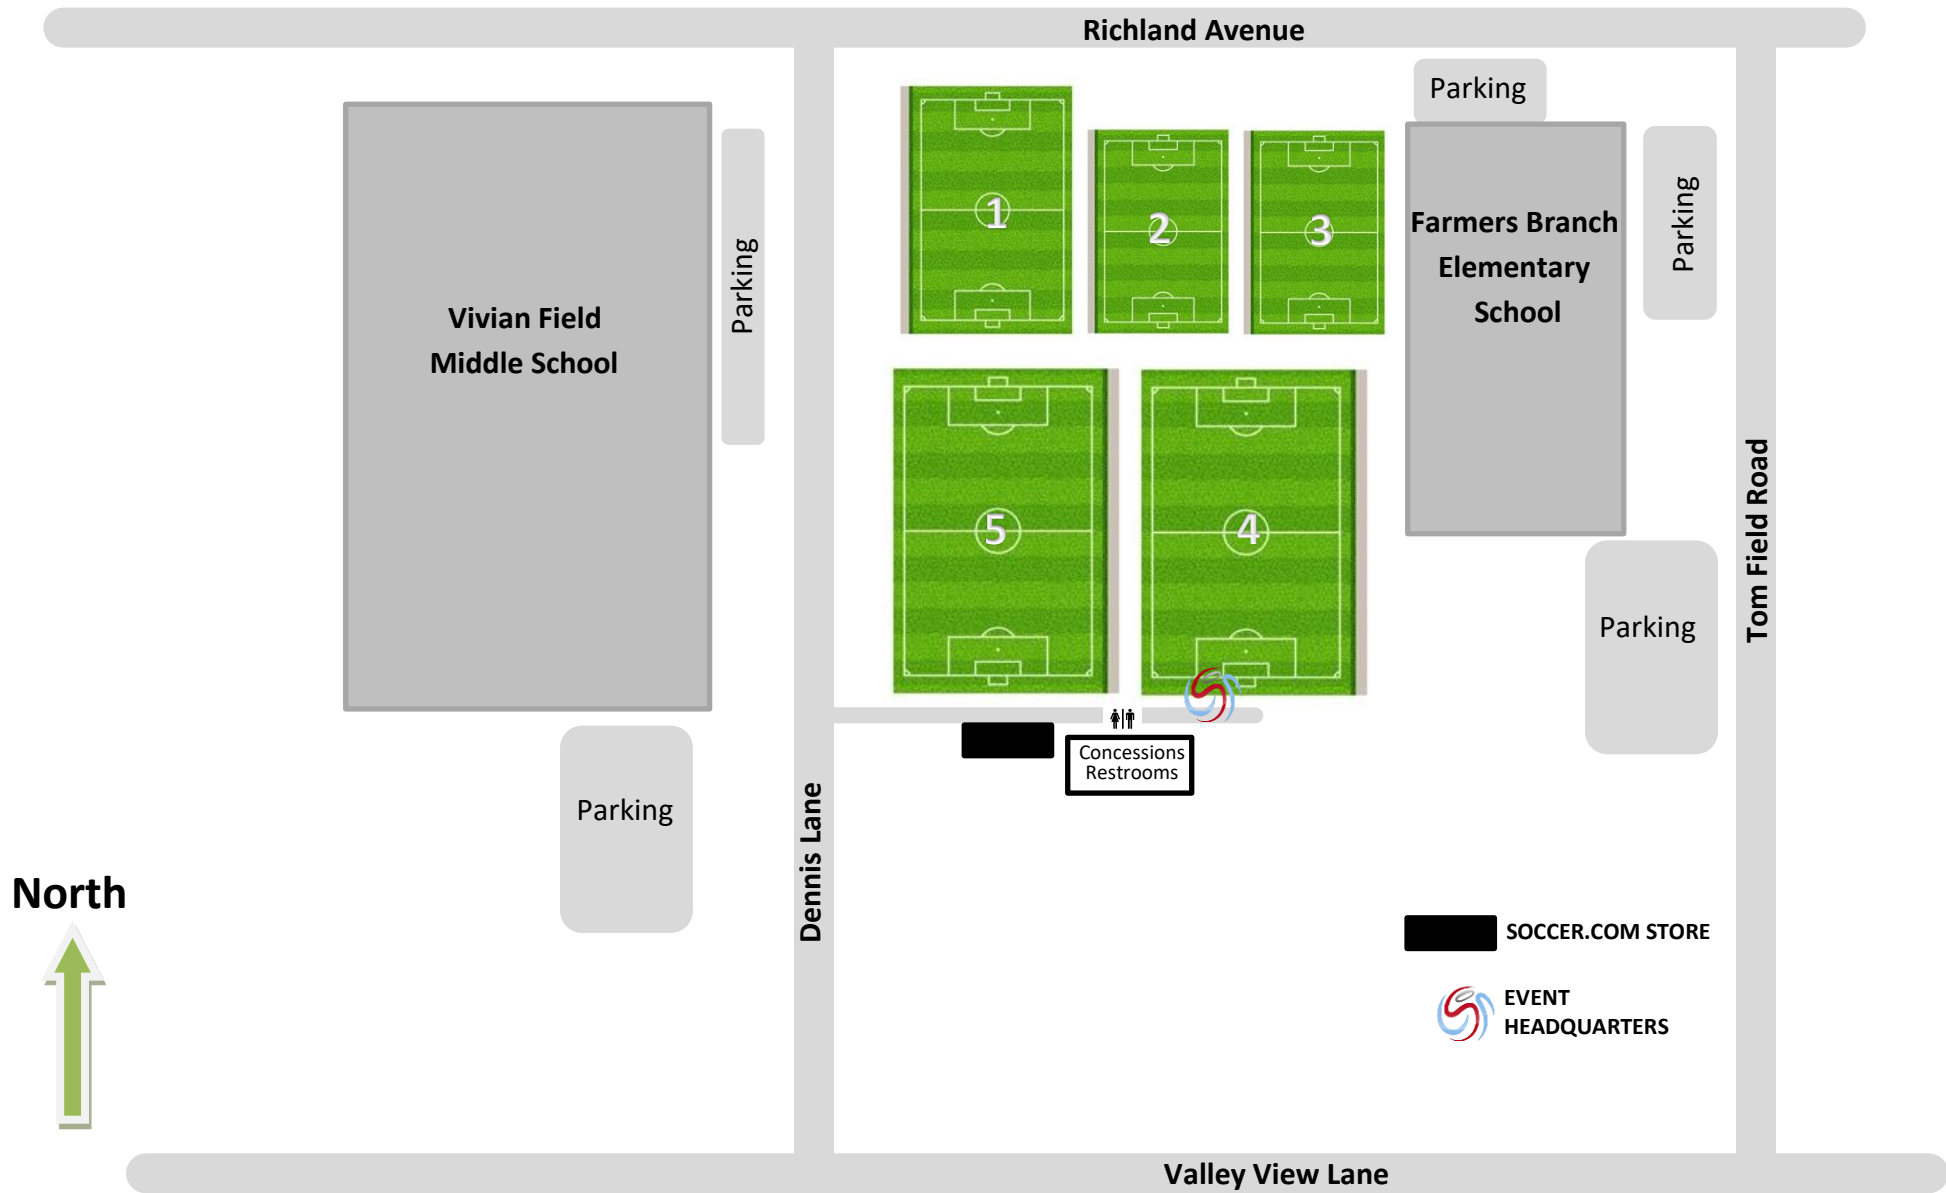 Richland Avenue
Parking
Parking
Parking
1
2
3
Farmers Branch
Elementary
School
Vivian Field
Middle School
5
4
Tom Field Road
Parking
Concessions
Restrooms
Parking
Dennis Lane
North
SOCCER.COM STORE
EVENT
HEADQUARTERS
Valley View Lane